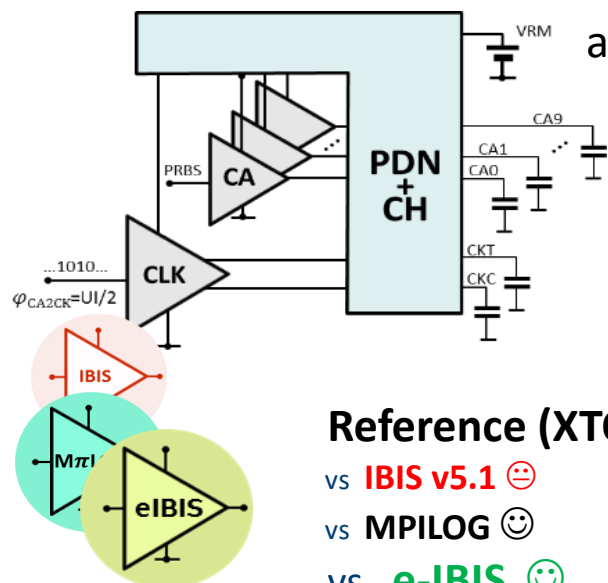 VRM
a
CA9
PRBS
CA
...
PDN
+
CH
CA1
...
CA0
...1010...
CLK
CKT
φCA2CK=UI/2
CKC
IBIS
Mπ
eIBIS
Reference (XT
vs IBIS v5.1 😐
vs MPILOG ☺
vs e-IBIS ☺